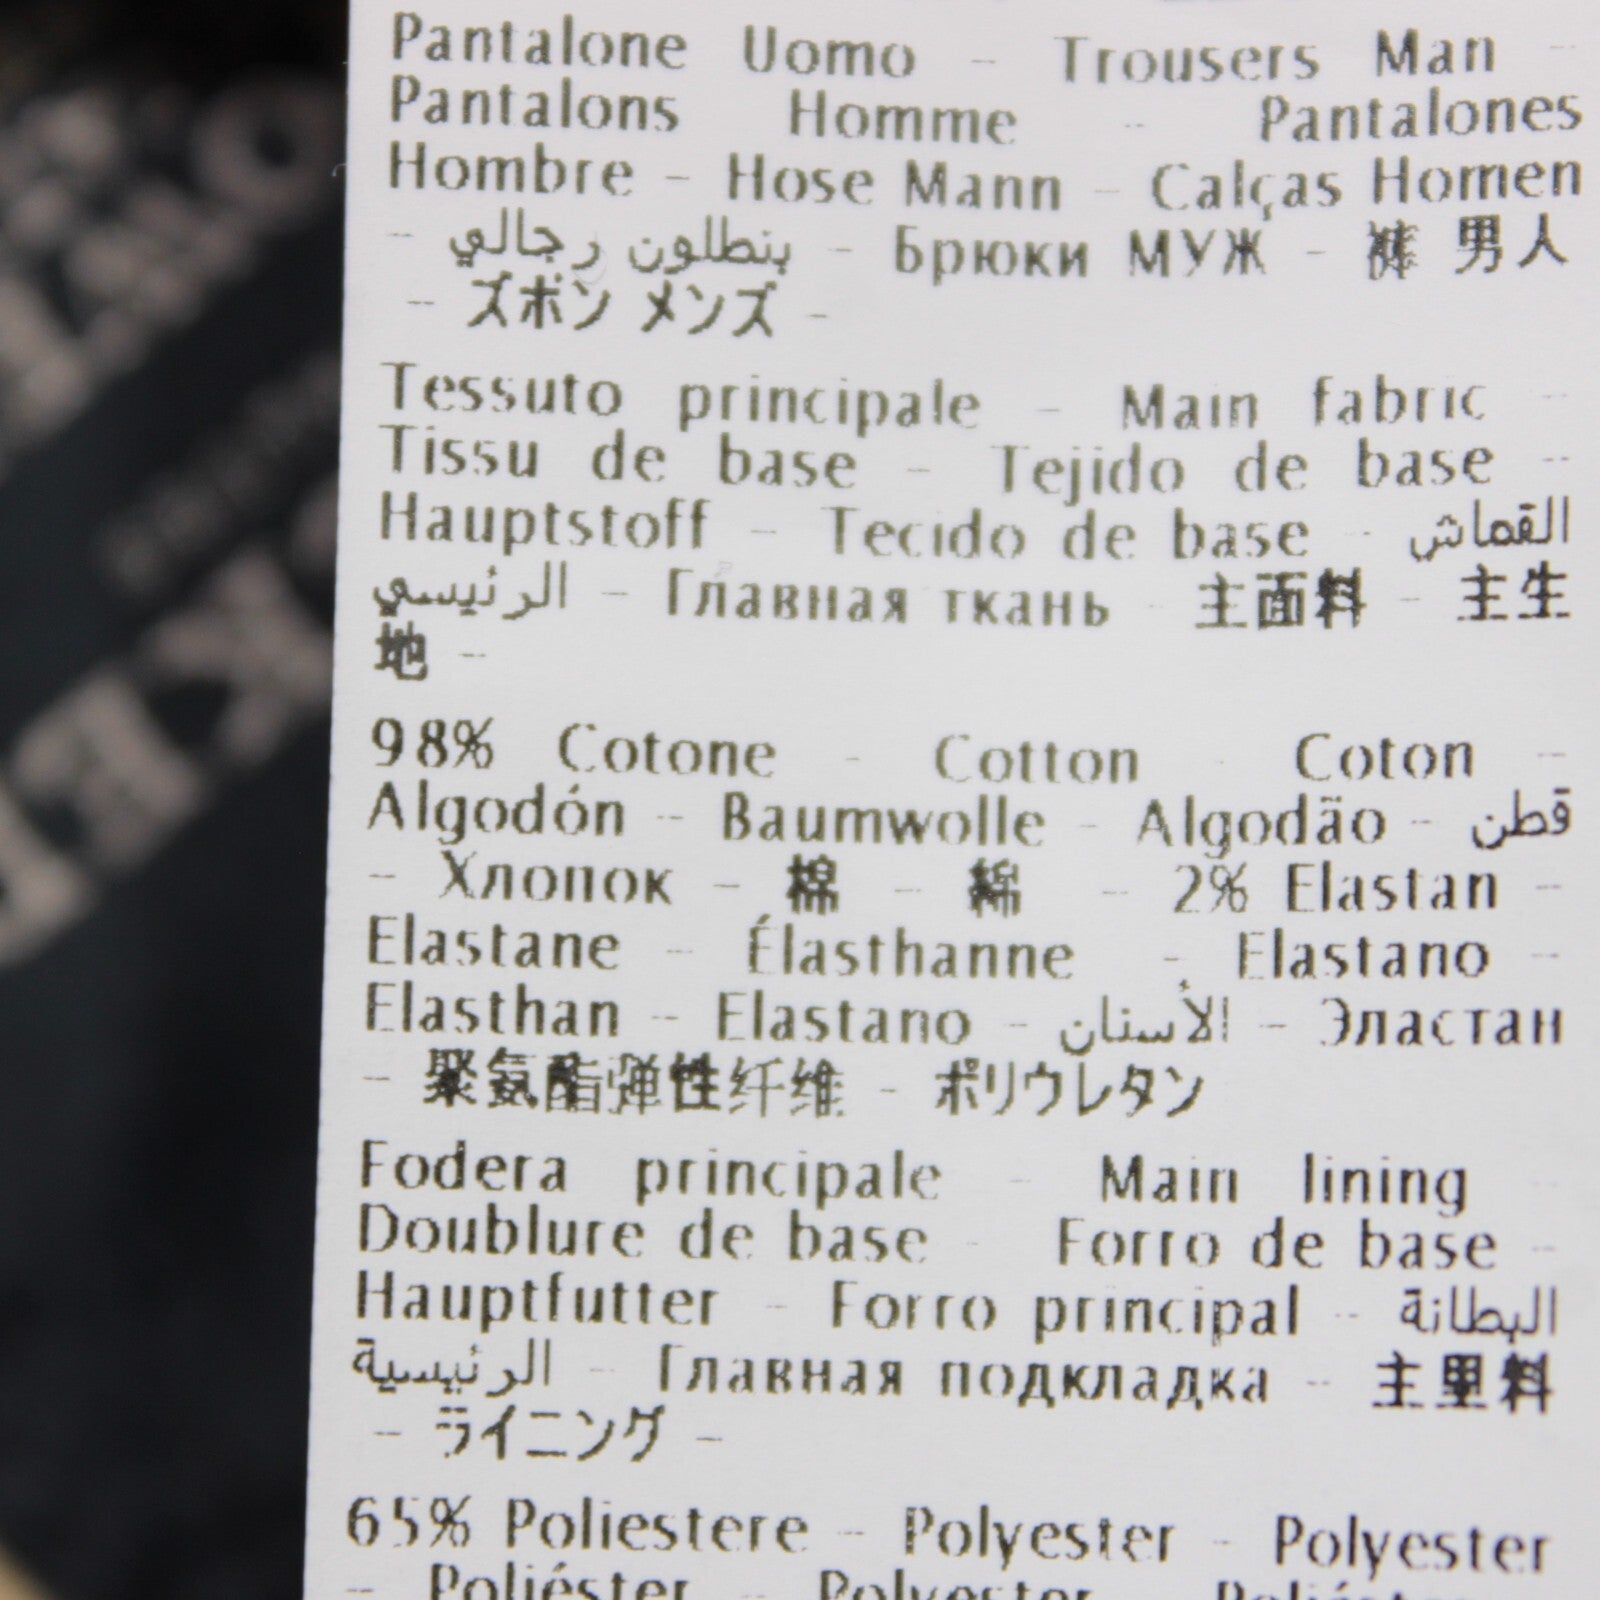 Pantalone Uomo - Trousers Man -
Pantalons Homme - Pantalones
Hombre - Hose Mann - Calças Homen
- بنطلون رجالي - Брюки МУЖ - 裤 男人
- ズボン メンズ -
Tessuto principale - Main fabric -
Tissu de base - Tejido de base -
Hauptstoff - Tecido de base - القماش
الرئيسي - Главная ткань - 主面料 - 主生
地 -
98% Cotone - Cotton - Coton -
Algodón - Baumwolle - Algodão - قطن
- Хлопок - 棉 - 綿 - 2% Elastan -
Elastane - Élasthanne - Elastano -
Elasthan - Elastano - الأستان - Эластан
- 聚氨酯弹性纤维 - ポリウレタン
Fodera principale - Main lining -
Doublure de base - Forro de base -
Hauptfutter - Forro principal - البطانة
الرئيسية - Главная подкладка - 主里料
- ライニング -
65% Poliestere - Polyester - Polyester
- Poliéster - Polyester - Poliéster